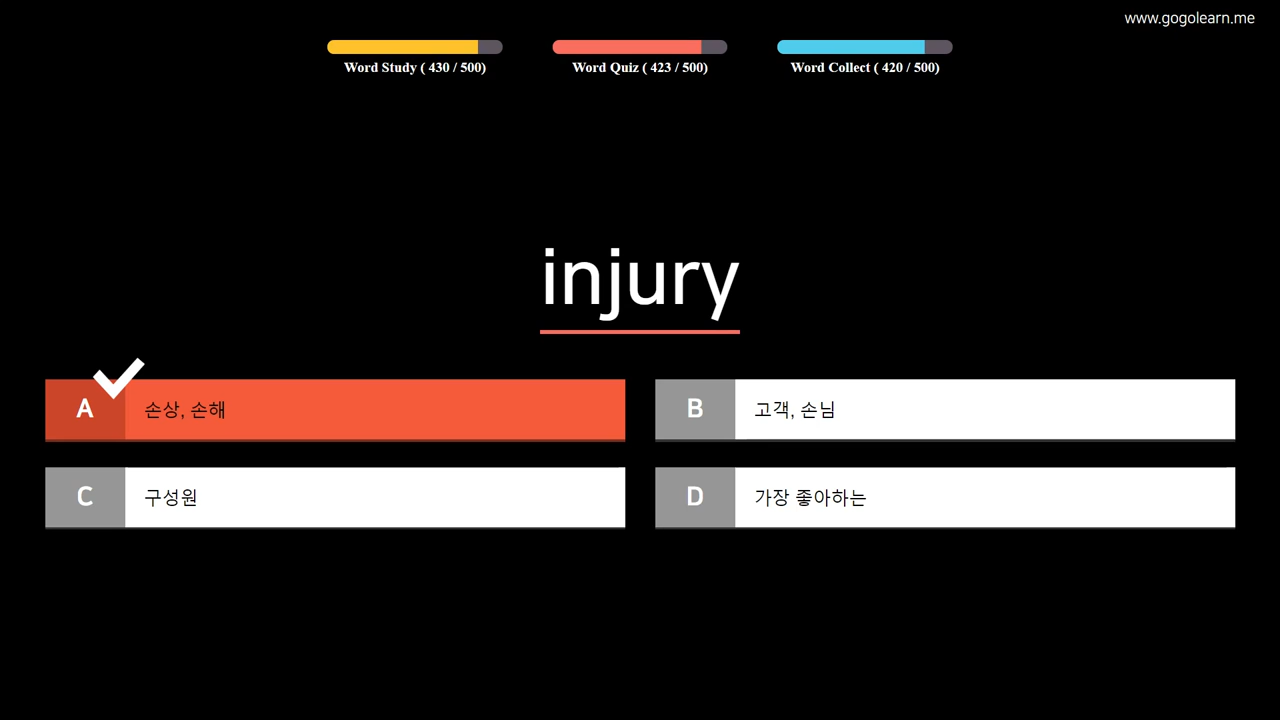 www.gogolearn.me
Word Study ( 430 / 500)
Word Quiz ( 423 / 500)
Word Collect ( 420 / 500)
injury
A 손상, 손해
B 고객, 손님
C 구성원
D 가장 좋아하는